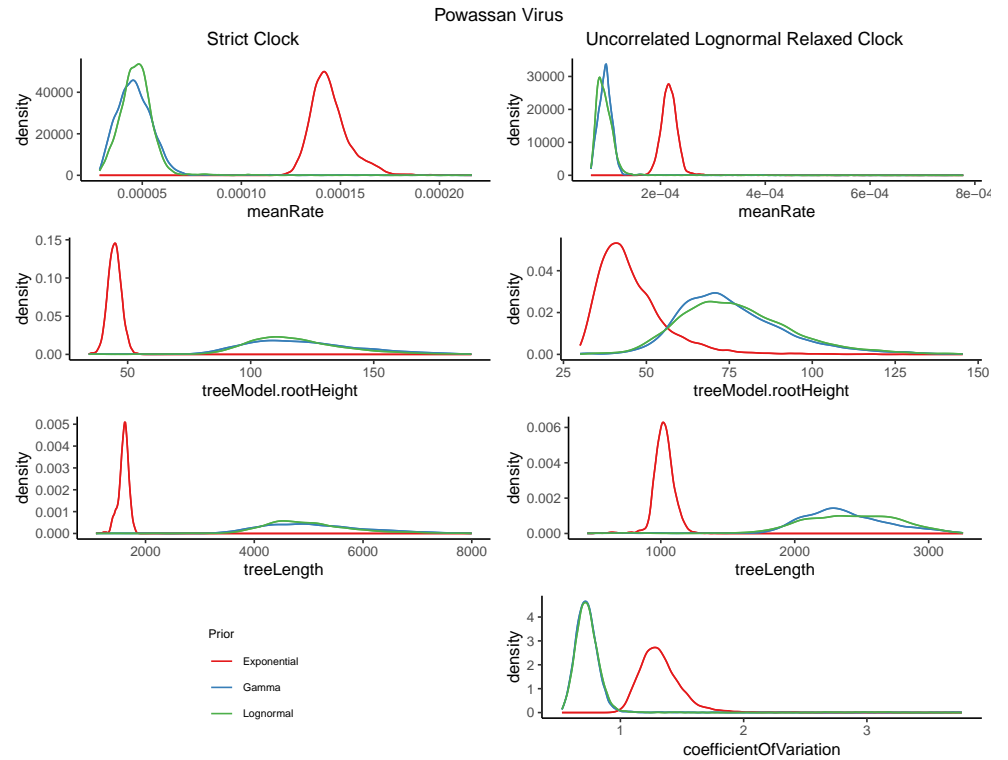 Powassan Virus
Strict Clock
Uncorrelated Lognormal Relaxed Clock
density
40000
20000
0
0.00005
0.00010
0.00015
0.00020
meanRate
density
30000
20000
10000
0
2e−04
4e−04
6e−04
8e−04
meanRate
density
0.15
0.10
0.05
0.00
50
100
150
treeModel.rootHeight
density
0.04
0.02
0.00
25
50
75
100
125
150
treeModel.rootHeight
density
0.005
0.004
0.003
0.002
0.001
0.000
2000
4000
6000
8000
treeLength
density
0.006
0.004
0.002
0.000
1000
2000
3000
treeLength
Prior
Exponential
Gamma
Lognormal
density
4
3
2
1
0
1
2
3
coefficientOfVariation